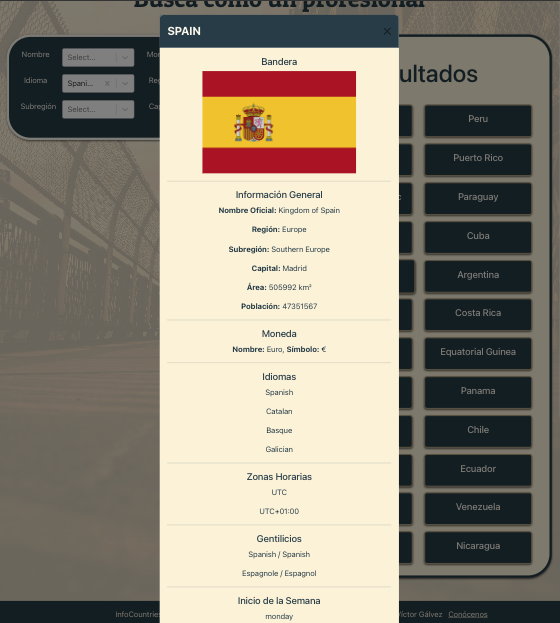 Busca como un profesional
SPAIN
×
Nombre
Select...
Idioma
Spani...
×
Subregión
Select...
Bandera
Información General
Nombre Oficial: Kingdom of Spain
Región: Europe
Subregión: Southern Europe
Capital: Madrid
Área: 505992 km²
Población: 47351567
Moneda
Nombre: Euro, Símbolo: €
Idiomas
Spanish
Catalan
Basque
Galician
Zonas Horarias
UTC
UTC+01:00
Gentilicios
Spanish / Spanish
Espagnole / Espagnol
Inicio de la Semana
monday
Peru
Puerto Rico
Paraguay
Cuba
Argentina
Costa Rica
Equatorial Guinea
Panama
Chile
Ecuador
Venezuela
Nicaragua
InfoCountries
Víctor Gálvez
Conócenos